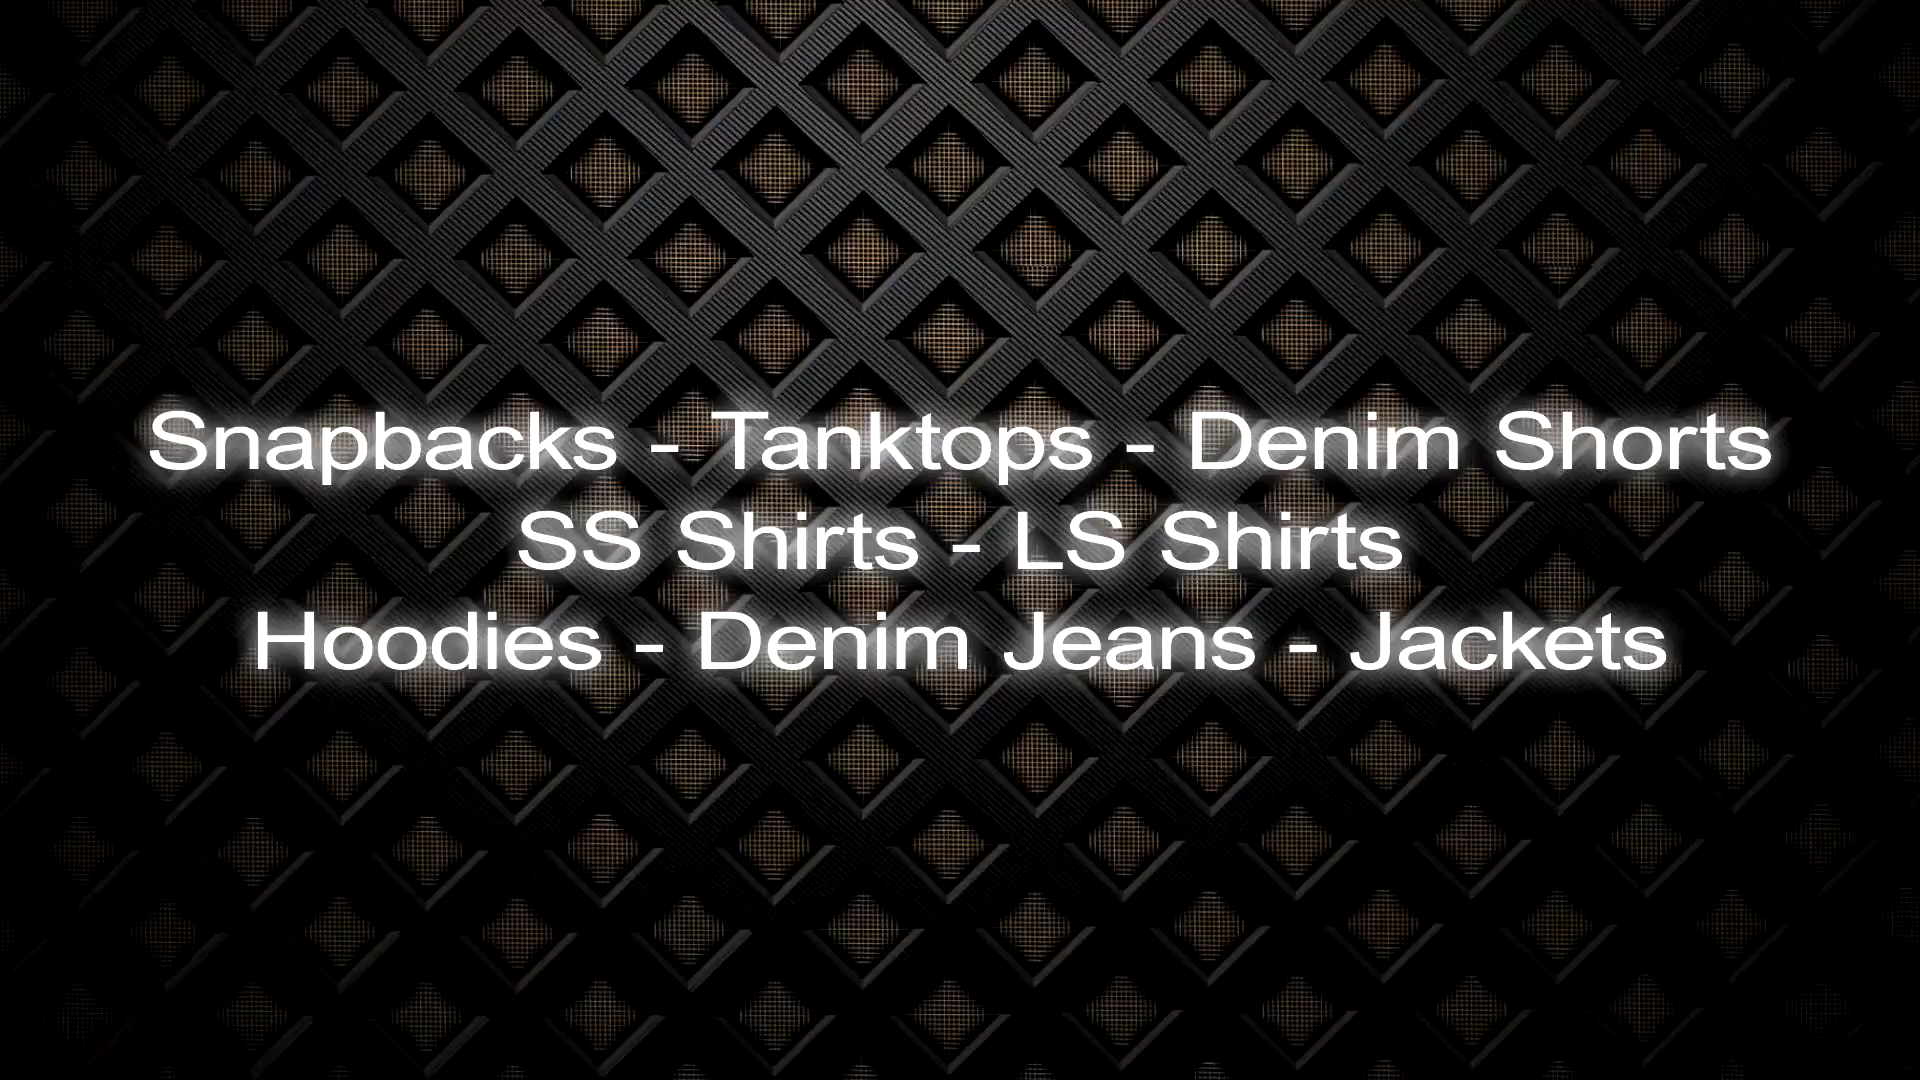 Snapbacks - Tanktops - Denim Shorts
SS Shirts - LS Shirts
Hoodies - Denim Jeans - Jackets